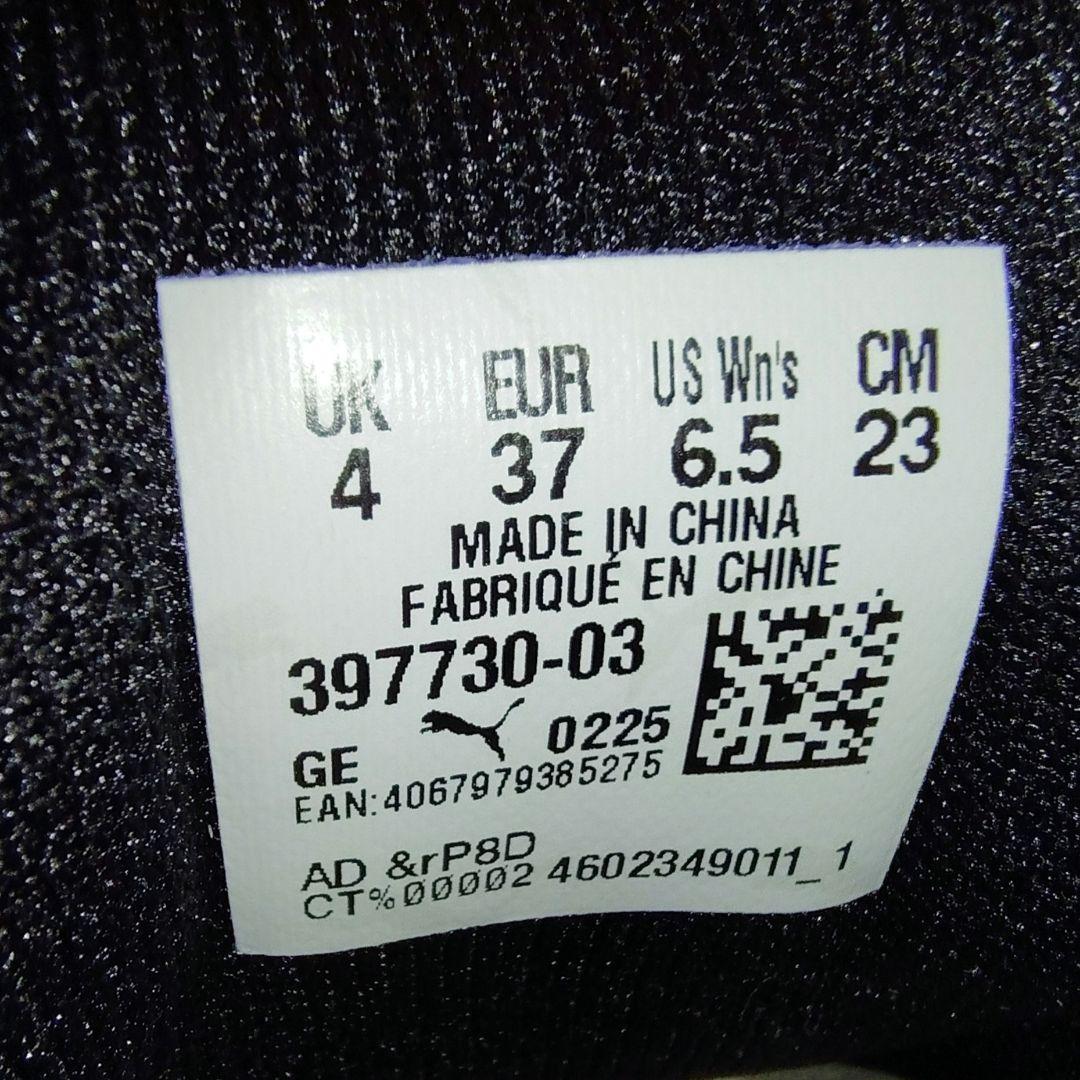 UK EUR US Wn's CM
4 37 6.5 23
MADE IN CHINA
FABRIQUÉ EN CHINE
397730-03
GE 0225
EAN:4067979385275
AD &rP8D
CT%00002 4602349011_1